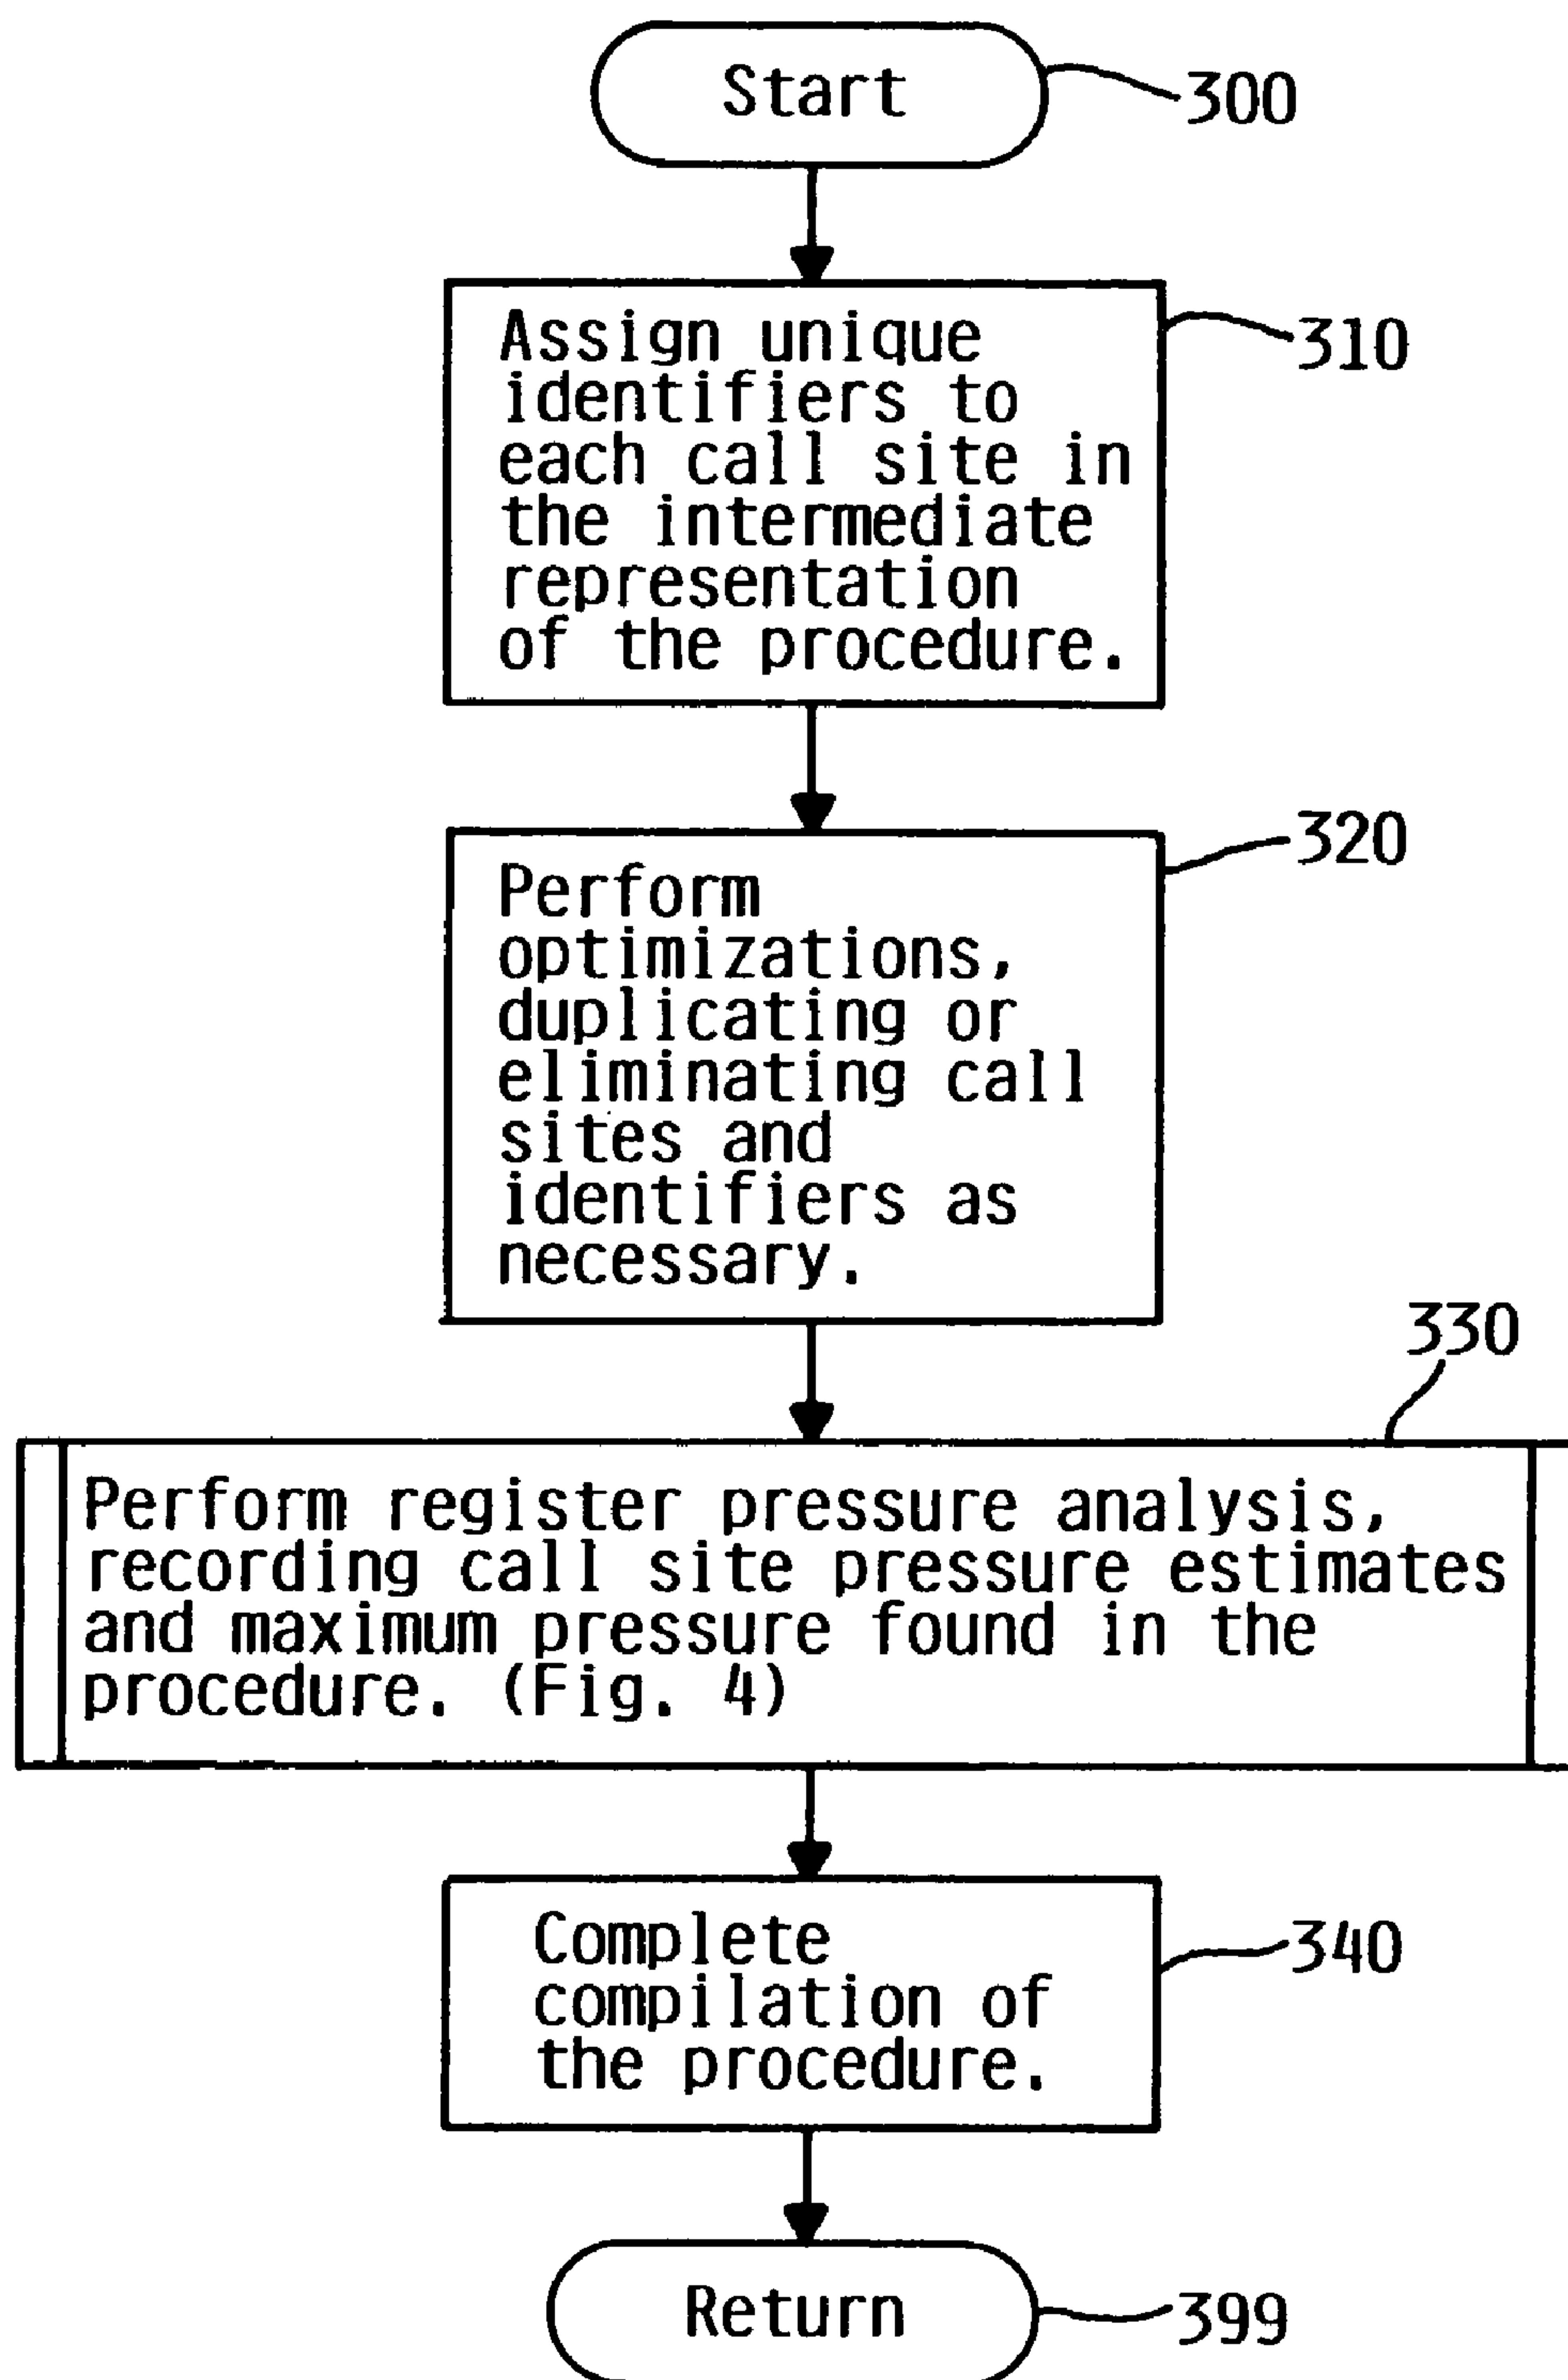 Start
300
Assign unique
identifiers to
each call site in
the intermediate
representation
of the procedure.
310
Perform
optimizations,
duplicating or
eliminating call
sites and
identifiers as
necessary.
320
330
Perform register pressure analysis,
recording call site pressure estimates
and maximum pressure found in the
procedure. (Fig. 4)
Complete
compilation of
the procedure.
340
Return
399